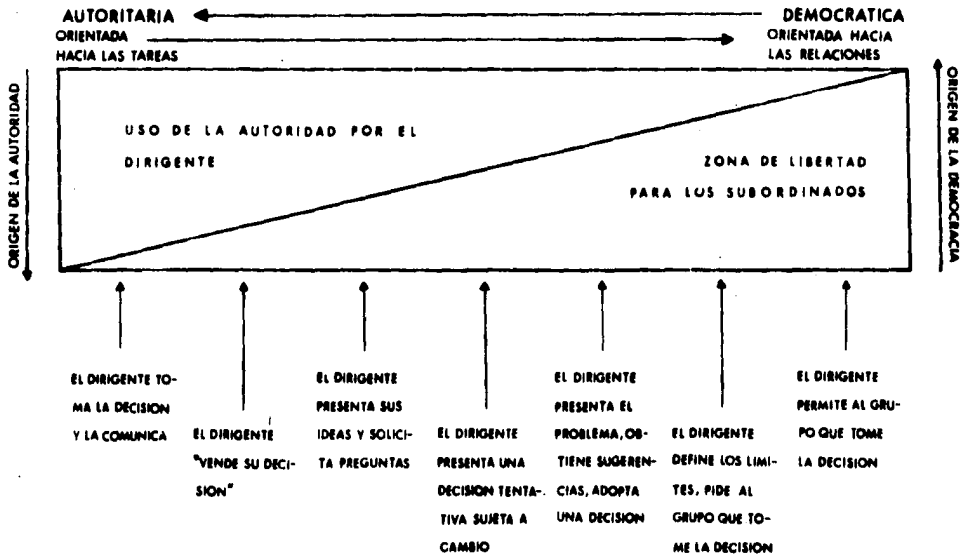 AUTORITARIA
DEMOCRATICA
ORIENTADA
HACIA LAS TAREAS
ORIENTADA HACIA
LAS RELACIONES
ORIGEN DE LA AUTORIDAD
USO DE LA AUTORIDAD POR EL
DIRIGENTE
ZONA DE LIBERTAD
PARA LOS SUBORDINADOS
ORIGEN DE LA DEMOCRACIA
EL DIRIGENTE TO-
MA LA DECISION
Y LA COMUNICA
EL DIRIGENTE
"VENDE SU DECI-
SION"
EL DIRIGENTE
PRESENTA SUS
IDEAS Y SOLICI-
TA PREGUNTAS
EL DIRIGENTE
PRESENTA UNA
DECISION TENTA-
TIVA SUJETA A
CAMBIO
EL DIRIGENTE
PRESENTA EL
PROBLEMA, OB-
TIENE SUGEREN-
CIAS, ADOPTA
UNA DECISION
EL DIRIGENTE
DEFINE LOS LIMI-
TES, PIDE AL
GRUPO QUE TO-
ME LA DECISION
EL DIRIGENTE
PERMITE AL GRU-
PO QUE TOME
LA DECISION